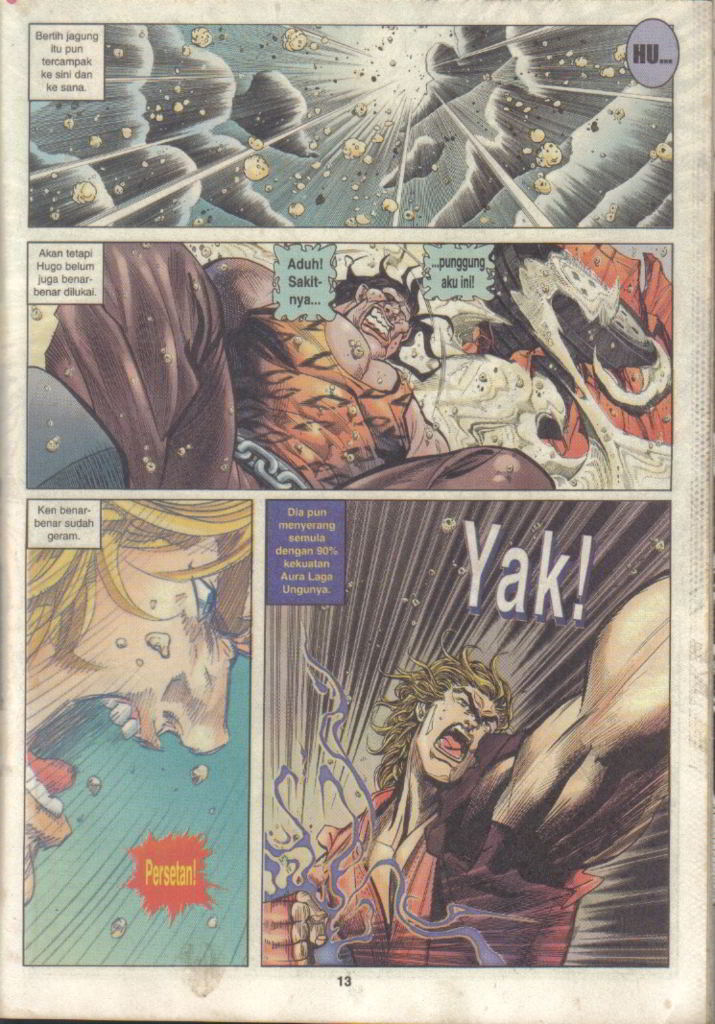 Bertih jagung
itu pun
tercampak
ke sini dan
ke sana.
HU...
Akan tetapi
Hugo belum
juga benar-
benar dilukai.
Aduh!
Sakit-
nya...
...punggung
aku ini!
Ken benar-
benar sudah
geram.
Persetan!
Dia pun
menyerang
semula
dengan 90%
kekuatan
Aura Laga
Ungunya.
Yak!
13